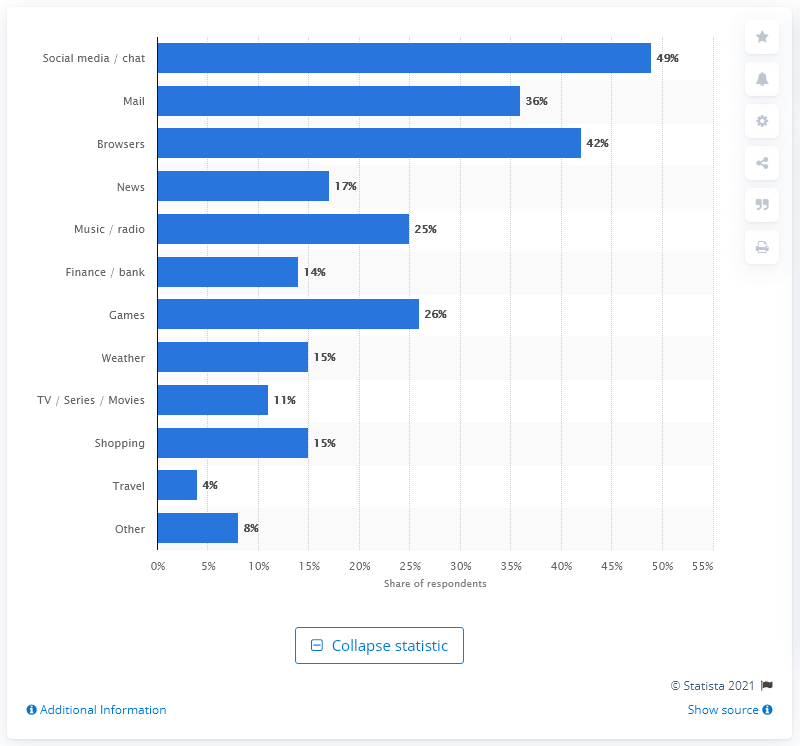 Social media / chat 49%
Mail 36%
Browsers 42%
News 17%
Music / radio 25%
Finance / bank 14%
Games 26%
Weather 15%
TV / Series / Movies 11%
Shopping 15%
Travel 4%
Other 8%
0% 5% 10% 15% 20% 25% 30% 35% 40% 45% 50% 55%
Share of respondents
Collapse statistic
© Statista 2021
Additional Information Show source